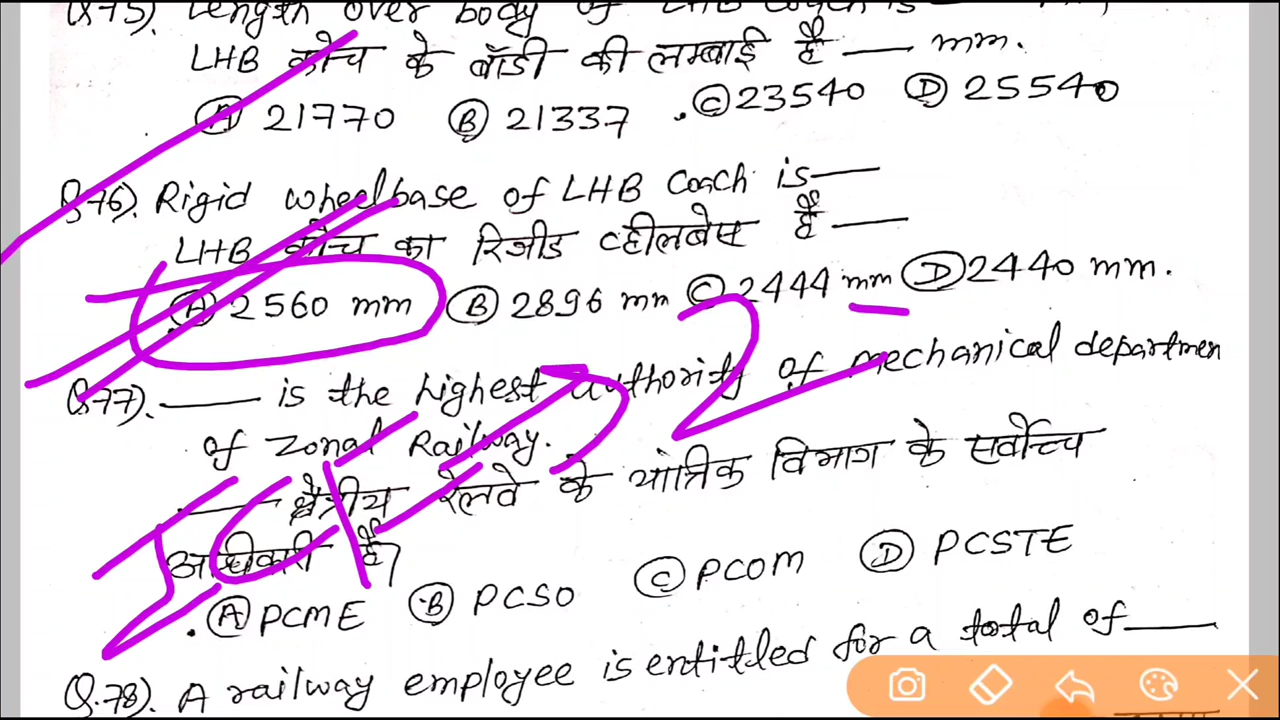 Q.75). Length over body of LHB Coach is
LHB कोच के बॉडी की लम्बाई है —— mm.
(A) 21770 (B) 21337 (C) 23540 (D) 25540
Q.76). Rigid wheelbase of LHB Coach is ——
LHB कोच का रिजीड व्हीलबेस है ——
(A) 2560 mm (B) 2896 mm (C) 2444 mm (D) 2440 mm.
Q.77). —— is the highest authority of mechanical departmen
of Zonal Railway.
—— क्षेत्रीय रेलवे के यांत्रिक विभाग के सर्वोच्च
अधिकारी है
(A) PCME (B) PCSO (C) PCOM (D) PCSTE
Q.78). A railway employee is entitled for a total of ——